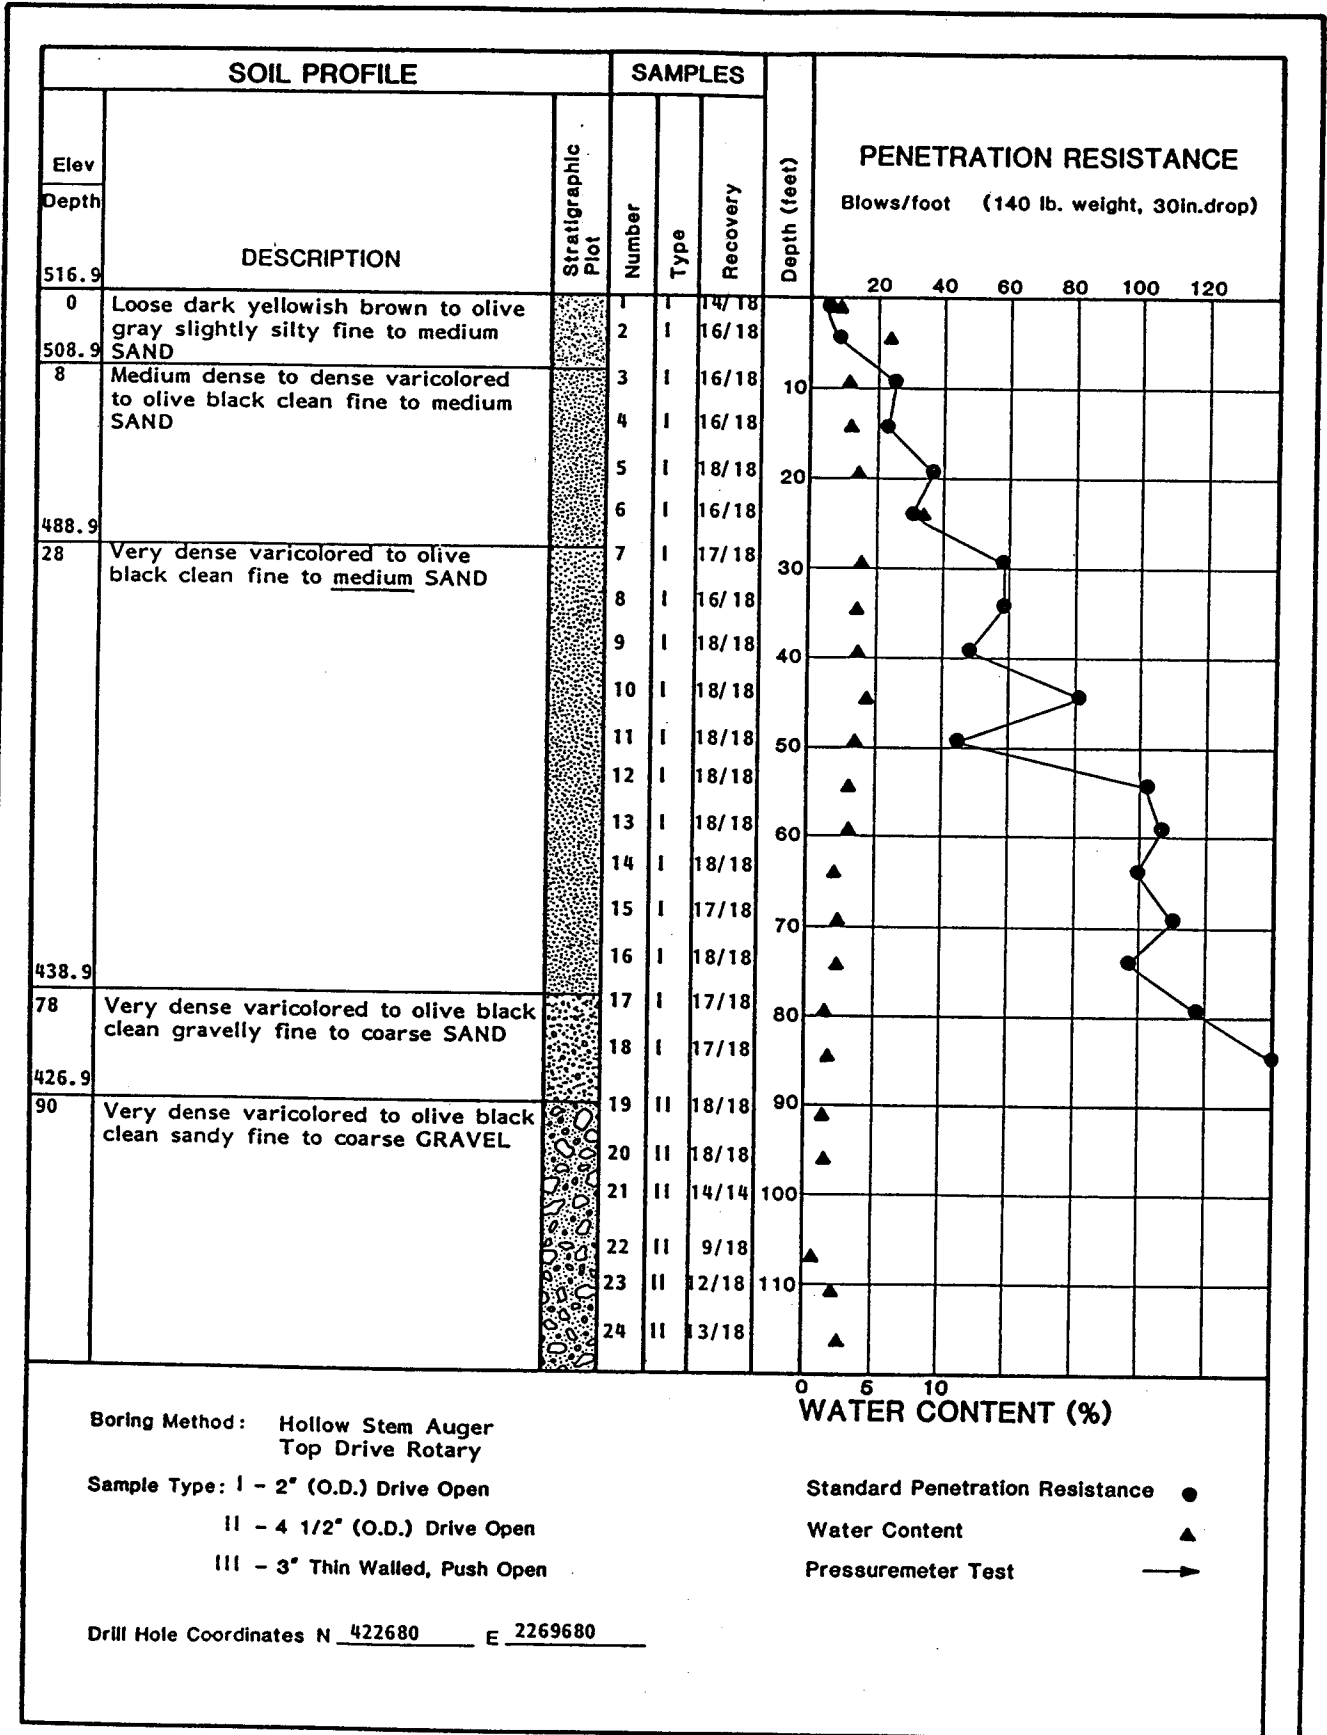 SOIL PROFILE
SAMPLES
Elev
Depth
DESCRIPTION
Stratigraphic Plot
Number
Type
Recovery
Depth (feet)
PENETRATION RESISTANCE
Blows/foot (140 lb. weight, 30in.drop)
20 40 60 80 100 120
516.9
0 Loose dark yellowish brown to olive
gray slightly silty fine to medium
SAND
508.9
8 Medium dense to dense varicolored
to olive black clean fine to medium
SAND
488.9
28 Very dense varicolored to olive
black clean fine to medium SAND
438.9
78 Very dense varicolored to olive black
clean gravelly fine to coarse SAND
426.9
90 Very dense varicolored to olive black
clean sandy fine to coarse GRAVEL
1 I 14/18
2 I 16/18
3 I 16/18
4 I 16/18
5 I 18/18
6 I 16/18
7 I 17/18
8 I 16/18
9 I 18/18
10 I 18/18
11 I 18/18
12 I 18/18
13 I 18/18
14 I 18/18
15 I 17/18
16 I 18/18
17 I 17/18
18 I 17/18
19 II 18/18
20 II 18/18
21 II 14/14
22 II 9/18
23 II 12/18
24 II 13/18
10
20
30
40
50
60
70
80
90
100
110
0 5 10
WATER CONTENT (%)
Boring Method: Hollow Stem Auger
Top Drive Rotary
Sample Type: I - 2" (O.D.) Drive Open
II - 4 1/2" (O.D.) Drive Open
III - 3" Thin Walled, Push Open
Standard Penetration Resistance
Water Content
Pressuremeter Test
Drill Hole Coordinates N 422680 E 2269680